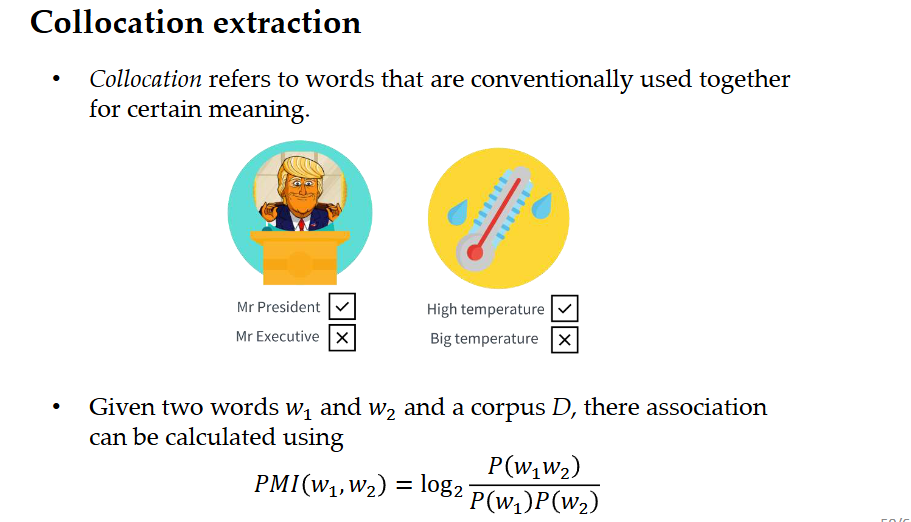 Collocation extraction
• Collocation refers to words that are conventionally used together
for certain meaning.
Mr President ✓
Mr Executive ✕
High temperature ✓
Big temperature ✕
• Given two words w₁ and w₂ and a corpus D, there association
can be calculated using
PMI(w₁, w₂) = log₂ P(w₁w₂) / P(w₁)P(w₂)